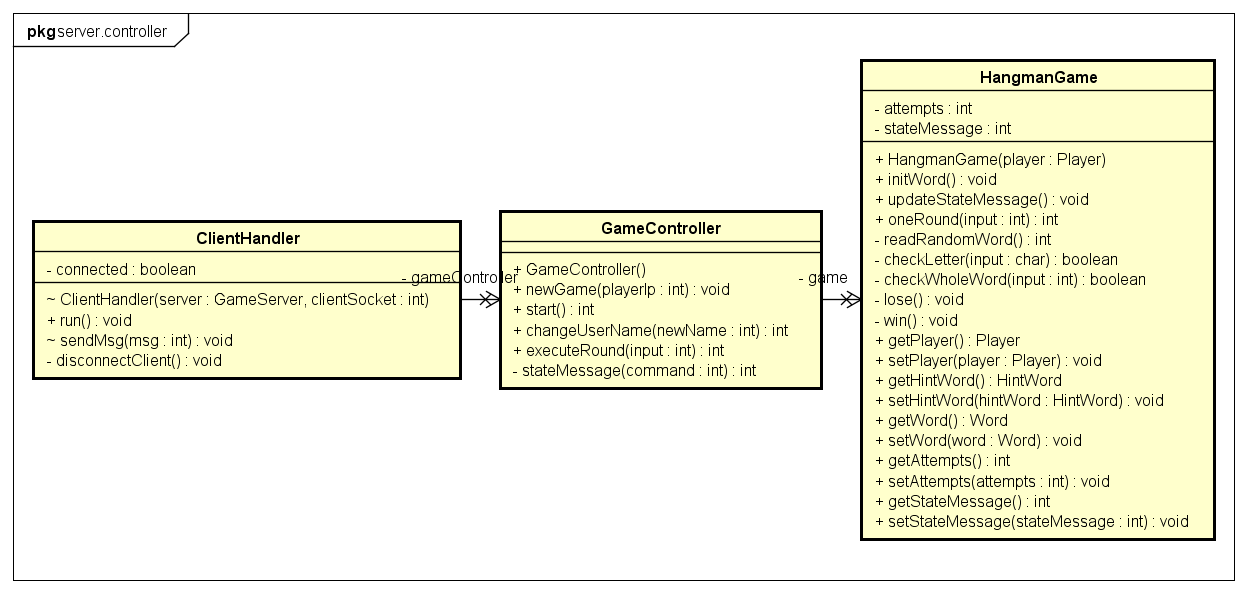 pkg server.controller
ClientHandler
- connected : boolean
~ ClientHandler(server : GameServer, clientSocket : int)
+ run() : void
~ sendMsg(msg : int) : void
- disconnectClient() : void
- gameController
GameController
+ GameController()
+ newGame(playerIp : int) : void
+ start() : int
+ changeUserName(newName : int) : int
+ executeRound(input : int) : int
- stateMessage(command : int) : int
- game
HangmanGame
- attempts : int
- stateMessage : int
+ HangmanGame(player : Player)
+ initWord() : void
+ updateStateMessage() : void
+ oneRound(input : int) : int
- readRandomWord() : int
- checkLetter(input : char) : boolean
- checkWholeWord(input : int) : boolean
- lose() : void
- win() : void
+ getPlayer() : Player
+ setPlayer(player : Player) : void
+ getHintWord() : HintWord
+ setHintWord(hintWord : HintWord) : void
+ getWord() : Word
+ setWord(word : Word) : void
+ getAttempts() : int
+ setAttempts(attempts : int) : void
+ getStateMessage() : int
+ setStateMessage(stateMessage : int) : void